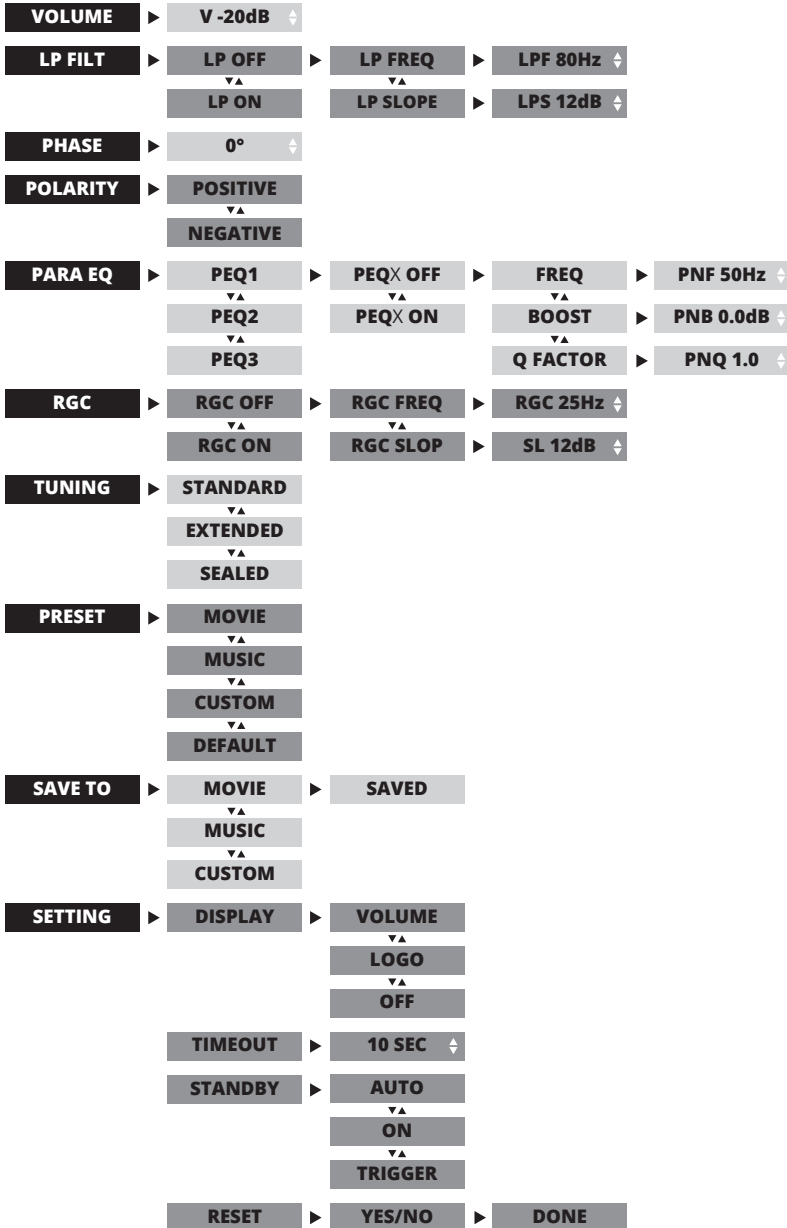 VOLUME V -20dB
LP FILT LP OFF LP FREQ LPF 80Hz
LP ON LP SLOPE LPS 12dB
PHASE 0°
POLARITY POSITIVE
NEGATIVE
PARA EQ PEQ1 PEQX OFF FREQ PNF 50Hz
PEQ2 PEQX ON BOOST PNB 0.0dB
PEQ3 Q FACTOR PNQ 1.0
RGC RGC OFF RGC FREQ RGC 25Hz
RGC ON RGC SLOP SL 12dB
TUNING STANDARD
EXTENDED
SEALED
PRESET MOVIE
MUSIC
CUSTOM
DEFAULT
SAVE TO MOVIE SAVED
MUSIC
CUSTOM
SETTING DISPLAY VOLUME
LOGO
OFF
TIMEOUT 10 SEC
STANDBY AUTO
ON
TRIGGER
RESET YES/NO DONE